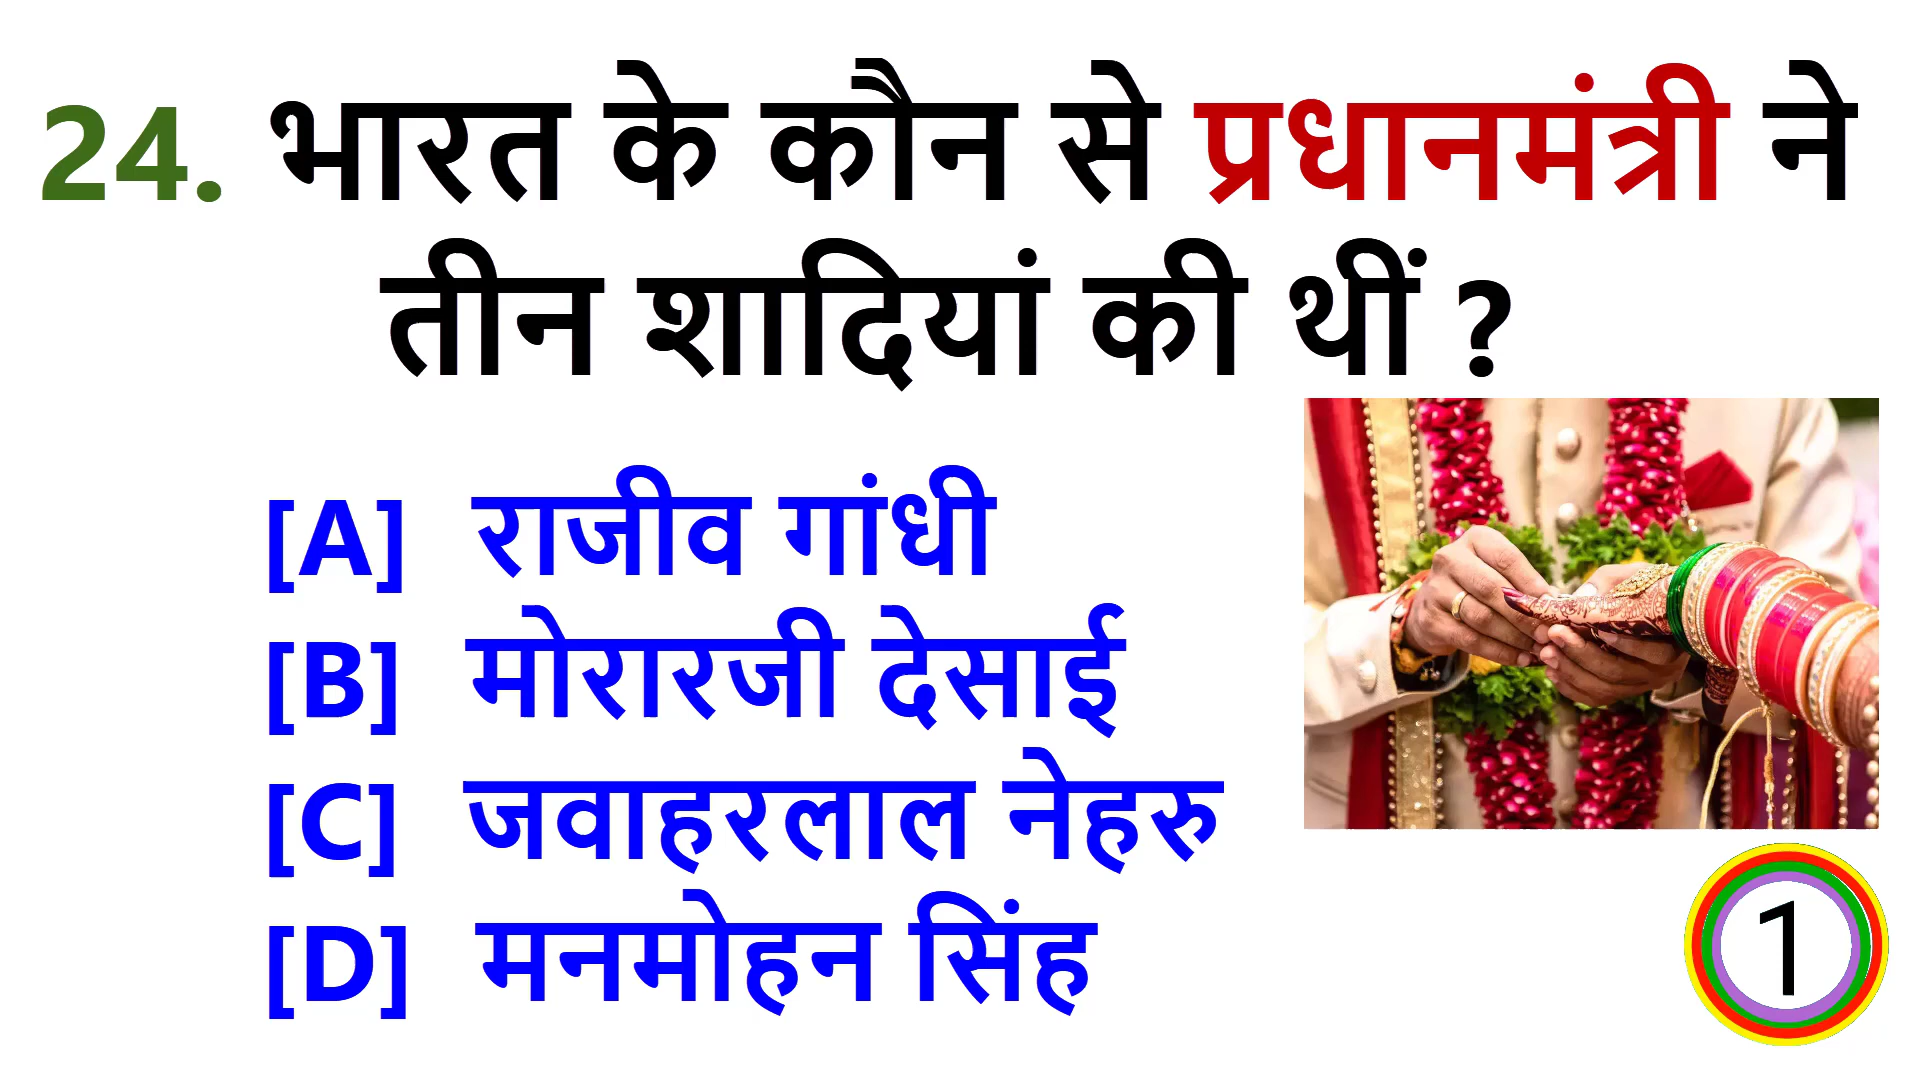 24. भारत के कौन से प्रधानमंत्री ने
तीन शादियां की थीं ?
[A] राजीव गांधी
[B] मोरारजी देसाई
[C] जवाहरलाल नेहरु
[D] मनमोहन सिंह
1